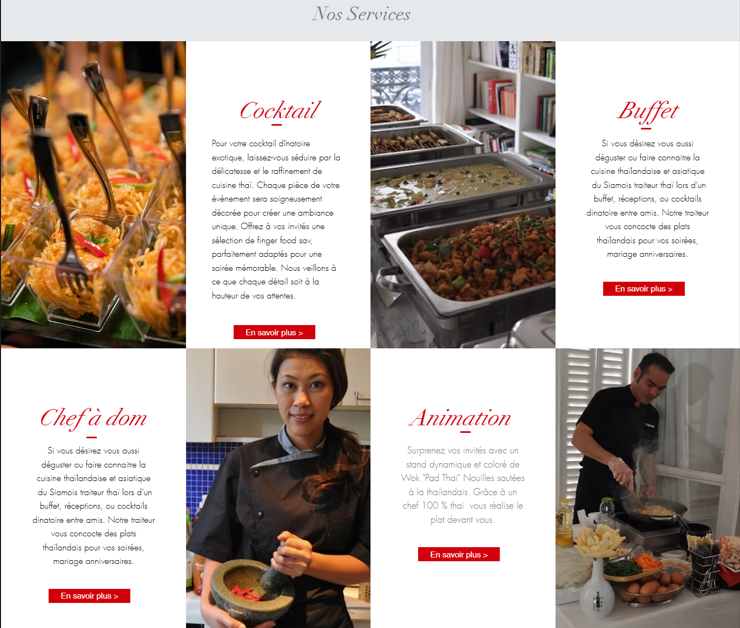 Nos Services
Cocktail
Pour votre cocktail dînatoire
exotique, laissez-vous séduire par la
délicatesse et le raffinement de
cuisine thaï. Chaque pièce de votre
événement sera soigneusement
décorée pour créer une ambiance
unique. Offrez à vos invités une
sélection de finger food sav,
parfaitement adaptés pour une
soirée mémorable. Nous veillons à
ce que chaque détail soit à la
hauteur de vos attentes.
En savoir plus >
Buffet
Si vous désirez vous aussi
déguster ou faire connaitre la
cuisine thaïlandaise et asiatique
du Siamois traiteur thaï lors d'un
buffet, réceptions, ou cocktails
dinatoire entre amis. Notre traiteur
vous concocte des plats
thaïlandais pour vos soirées,
mariage anniversaires.
En savoir plus >
Chef à dom
Si vous désirez vous aussi
déguster ou faire connaitre la
cuisine thaïlandaise et asiatique
du Siamois traiteur thaï lors d'un
buffet, réceptions, ou cocktails
dinatoire entre amis. Notre traiteur
vous concocte des plats
thaïlandais pour vos soirées,
mariage anniversaires.
En savoir plus >
Animation
Surprenez vos invités avec un
stand dynamique et coloré de
Wok "Pad Thai" Nouilles sautées
à la thaïlandais. Grâce à un
chef 100 % thaï vous réalise le
plat devant vous.
En savoir plus >